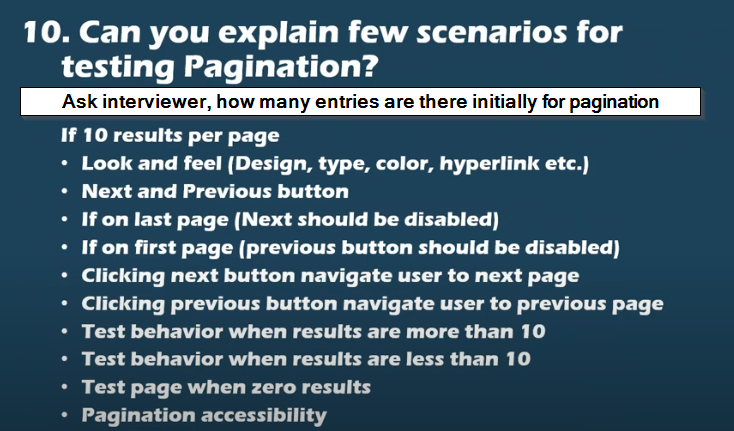 10. Can you explain few scenarios for
testing Pagination?
Ask interviewer, how many entries are there initially for pagination
If 10 results per page
• Look and feel (Design, type, color, hyperlink etc.)
• Next and Previous button
• If on last page (Next should be disabled)
• If on first page (previous button should be disabled)
• Clicking next button navigate user to next page
• Clicking previous button navigate user to previous page
• Test behavior when results are more than 10
• Test behavior when results are less than 10
• Test page when zero results
• Pagination accessibility